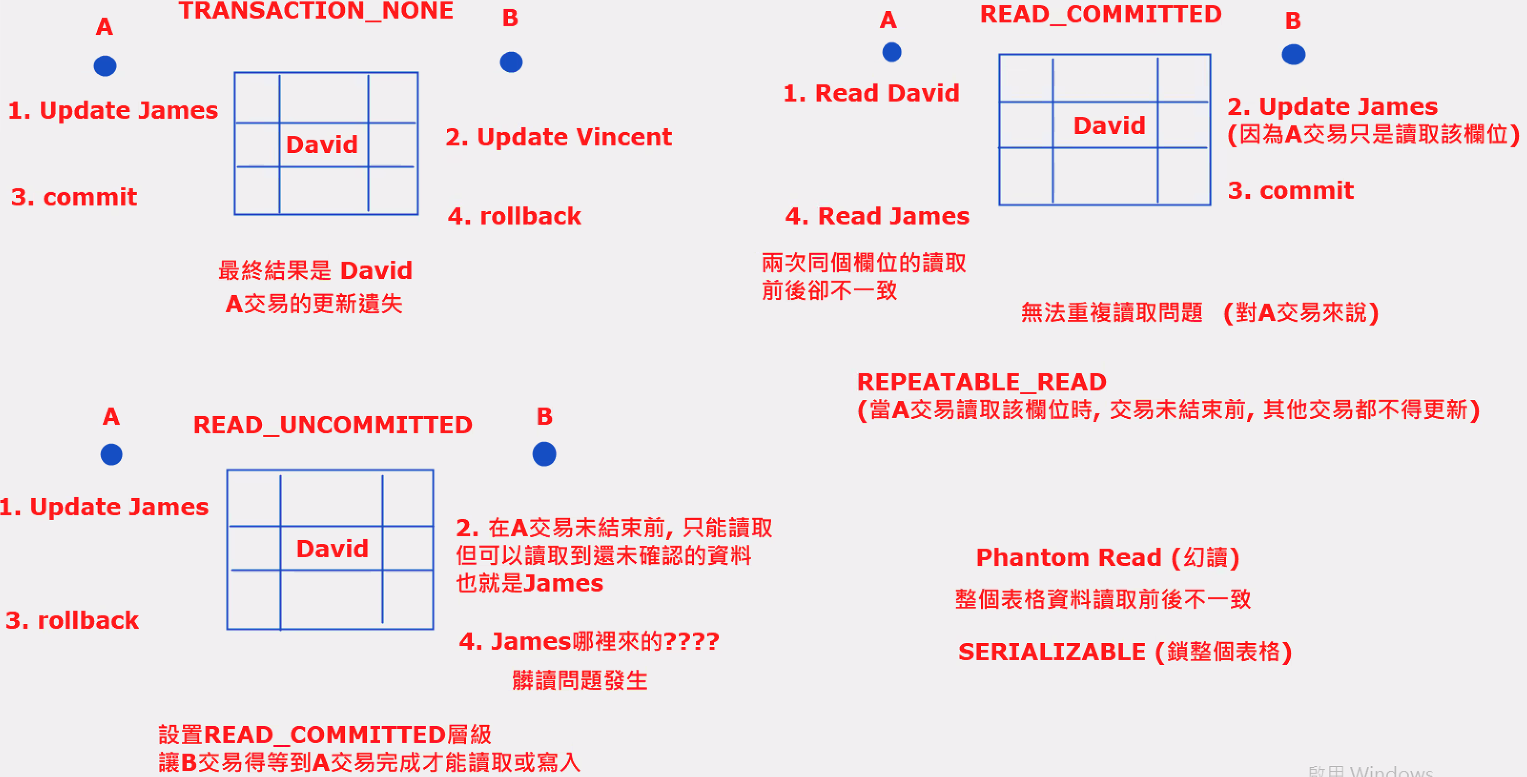 TRANSACTION_NONE
A
B
1. Update James
David
2. Update Vincent
3. commit
4. rollback
最終結果是 David
A交易的更新遺失
READ_COMMITTED
A
B
1. Read David
David
2. Update James
(因為A交易只是讀取該欄位)
3. commit
4. Read James
兩次同個欄位的讀取
前後卻不一致
無法重複讀取問題 (對A交易來說)
REPEATABLE_READ
(當A交易讀取該欄位時, 交易未結束前, 其他交易都不得更新)
A
READ_UNCOMMITTED
B
1. Update James
David
2. 在A交易未結束前, 只能讀取
但可以讀取到還未確認的資料
也就是James
3. rollback
4. James哪裡來的????
髒讀問題發生
設置READ_COMMITTED層級
讓B交易得等到A交易完成才能讀取或寫入
Phantom Read (幻讀)
整個表格資料讀取前後不一致
SERIALIZABLE (鎖整個表格)
啟用 Windows